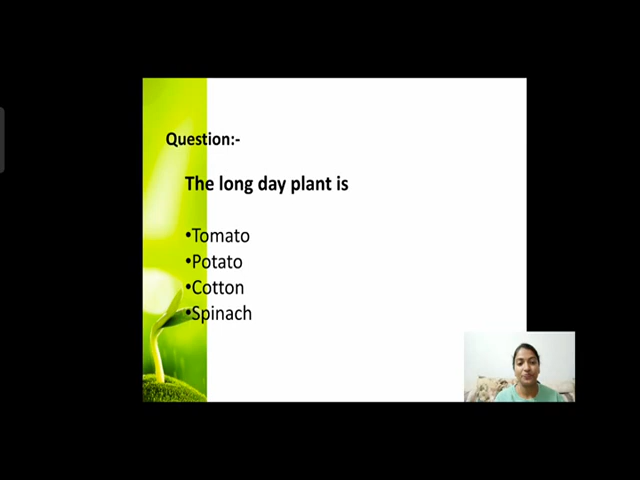 Question:-
The long day plant is
•Tomato
•Potato
•Cotton
•Spinach